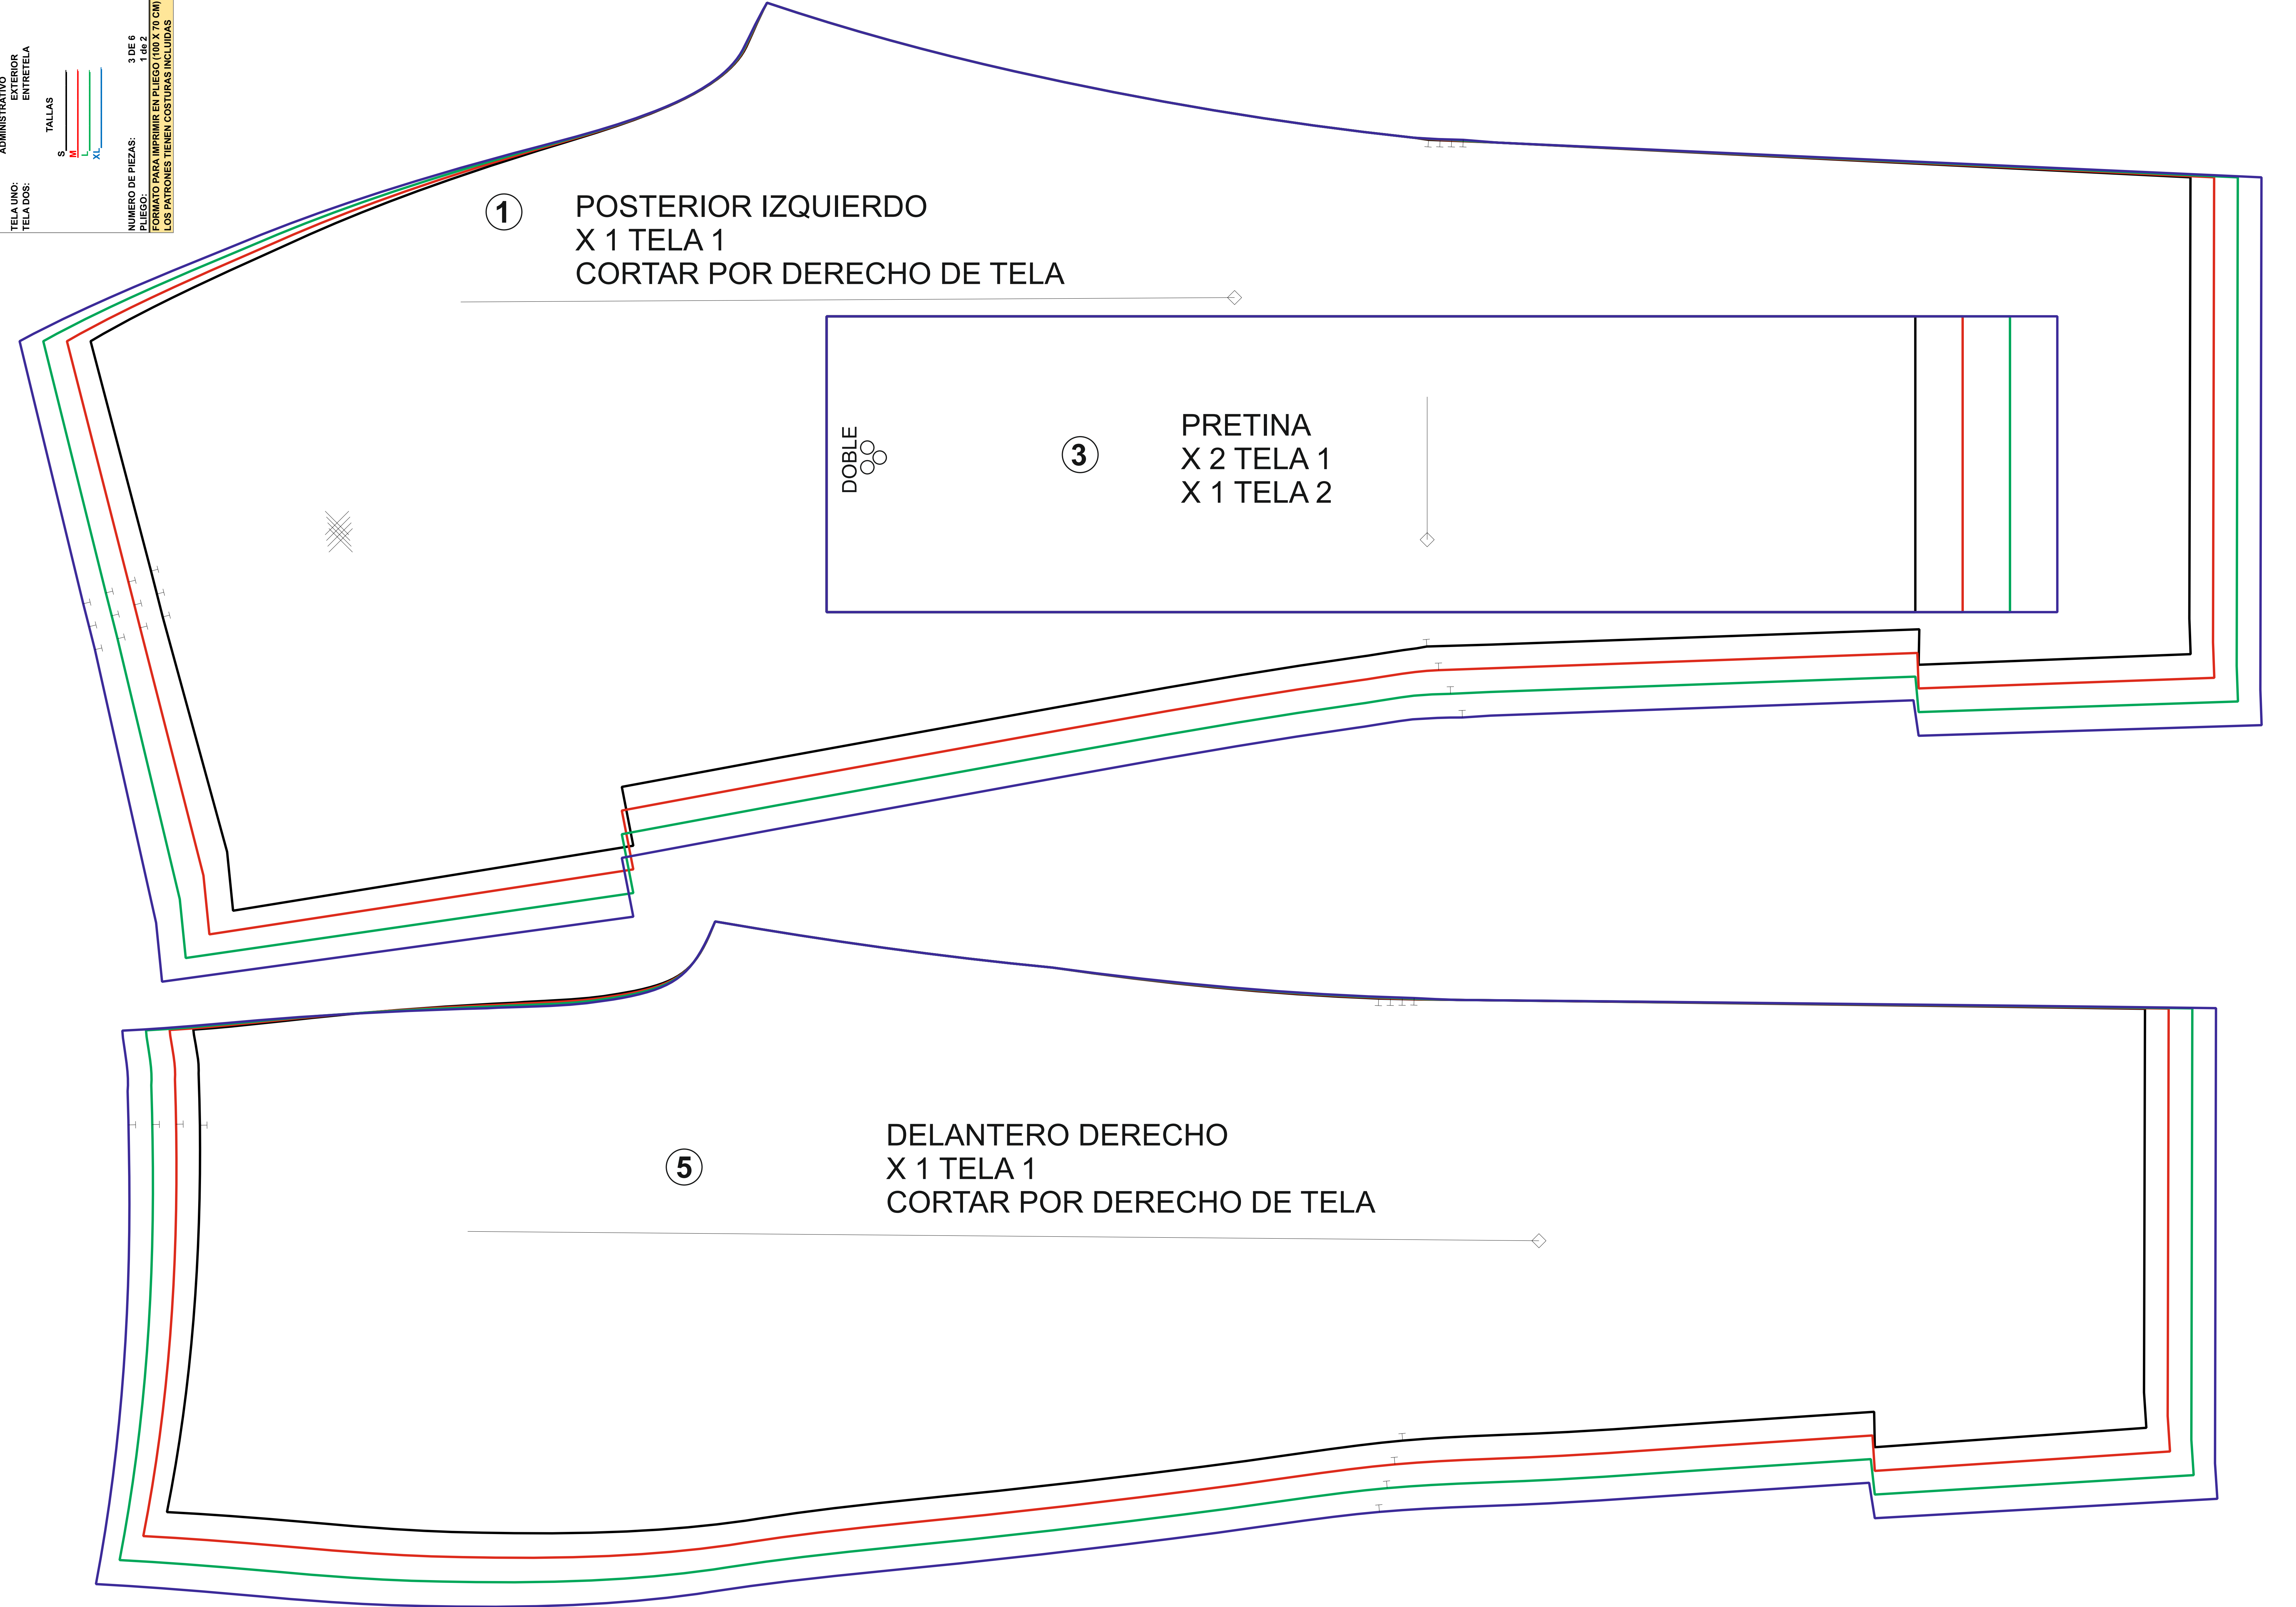 ADMINISTRATIVO
TELA UNO: EXTERIOR
TELA DOS: ENTRETELA
TALLAS
S
M
L
XL
NUMERO DE PIEZAS: 3 DE 6
PLIEGO: 1 de 2
FORMATO PARA IMPRIMIR EN PLIEGO (100 X 70 CM)
LOS PATRONES TIENEN COSTURAS INCLUIDAS
1
POSTERIOR IZQUIERDO
X 1 TELA 1
CORTAR POR DERECHO DE TELA
DOBLE
3
PRETINA
X 2 TELA 1
X 1 TELA 2
5
DELANTERO DERECHO
X 1 TELA 1
CORTAR POR DERECHO DE TELA